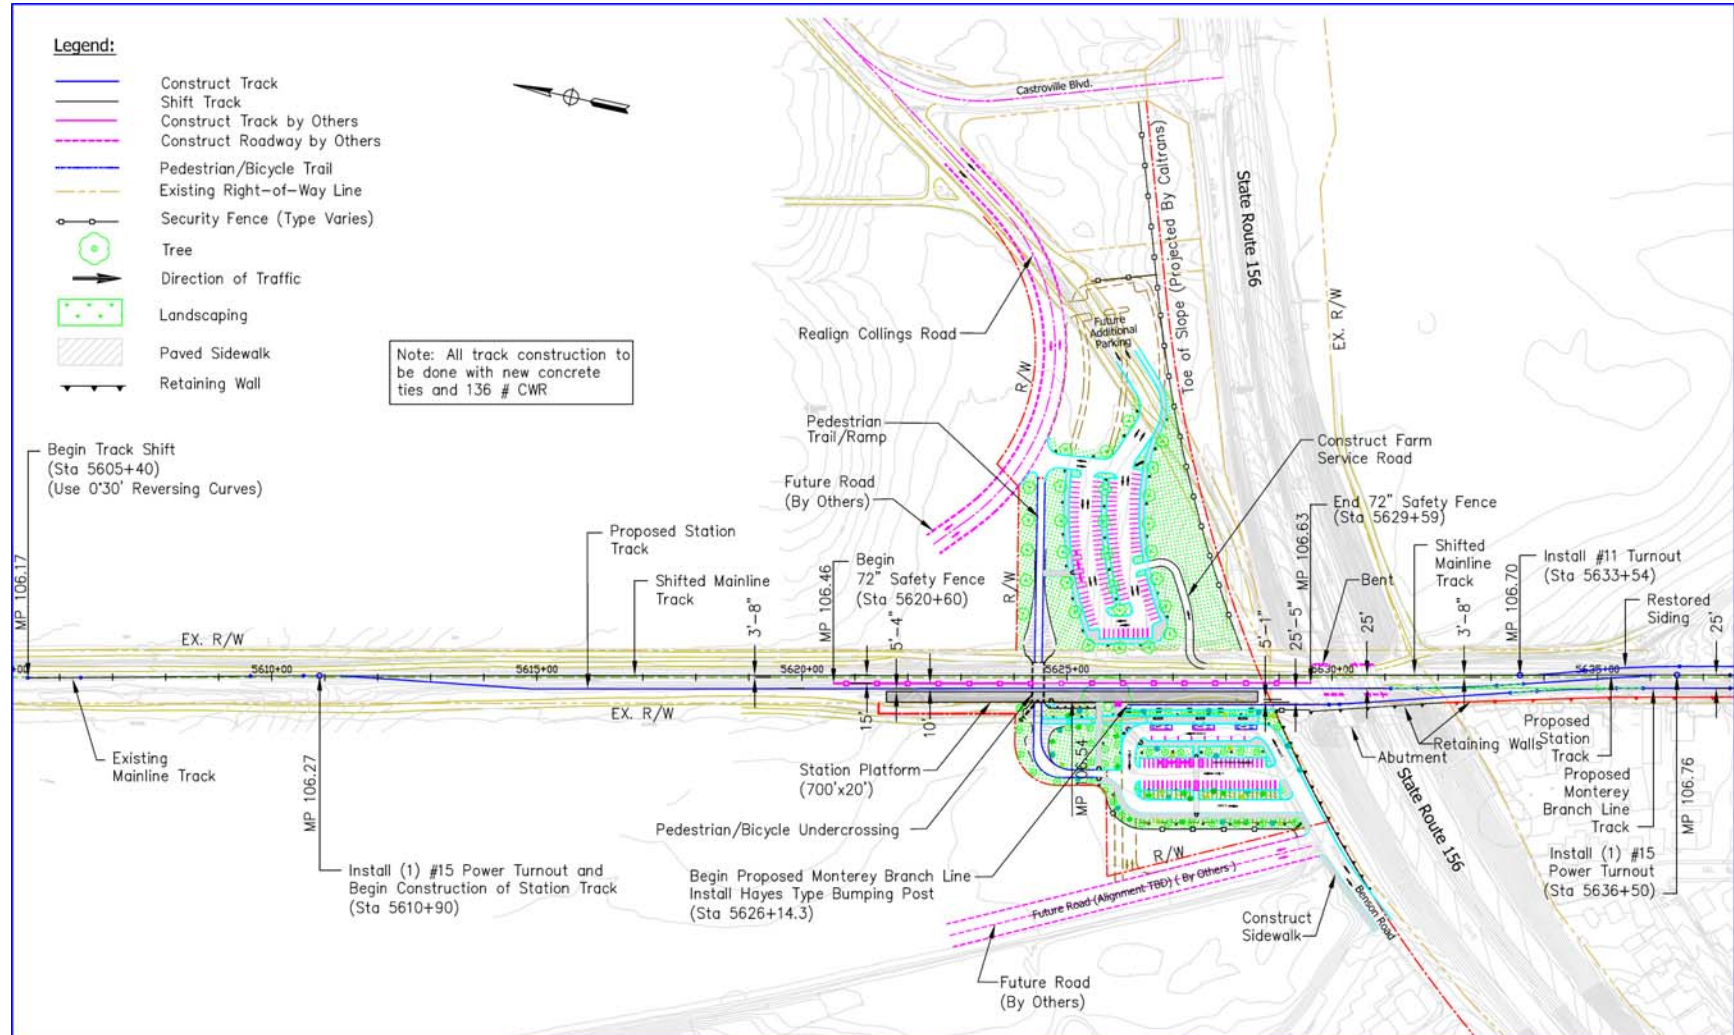 Legend:
Construct Track
Shift Track
Construct Track by Others
Construct Roadway by Others
Pedestrian/Bicycle Trail
Existing Right-of-Way Line
Security Fence (Type Varies)
Tree
Direction of Traffic
Landscaping
Paved Sidewalk
Retaining Wall
Note: All track construction to
be done with new concrete
ties and 136 # CWR
Castroville Blvd.
Toe of Slope (Projected By Caltrans)
State Route 156
EX. R/W
Realign Collings Road
Future
Additional
Parking
R/W
Pedestrian
Trail/Ramp
Construct Farm
Service Road
Future Road
(By Others)
Begin Track Shift
(Sta 5605+40)
(Use 0°30' Reversing Curves)
MP 106.17
Proposed Station
Track
Shifted Mainline
Track
Begin
72" Safety Fence
(Sta 5620+60)
MP 106.46
R/W
End 72" Safety Fence
(Sta 5629+59)
MP 106.63
Bent
Shifted
Mainline
Track
Install #11 Turnout
(Sta 5633+54)
MP 106.70
Restored
Siding
EX. R/W
3'-8"
5'-4"
5'-1"
25'-5"
25'
3'-8"
25'
5610+00
5615+00
5620+00
5625+00
5630+00
5635+00
EX. R/W
15'
10'
Existing
Mainline Track
MP 106.27
Station Platform
(700'x20')
MP 106.54
Pedestrian/Bicycle Undercrossing
Install (1) #15 Power Turnout and
Begin Construction of Station Track
(Sta 5610+90)
Begin Proposed Monterey Branch Line
Install Hayes Type Bumping Post
(Sta 5626+14.3)
R/W
Future Road (Alignment TBD) ( By Others )
Future Road
(By Others)
Construct
Sidewalk
Benson Road
State Route 156
Abutment
Retaining Walls
Proposed
Station
Track
Proposed
Monterey
Branch Line
Track
MP 106.76
Install (1) #15
Power Turnout
(Sta 5636+50)